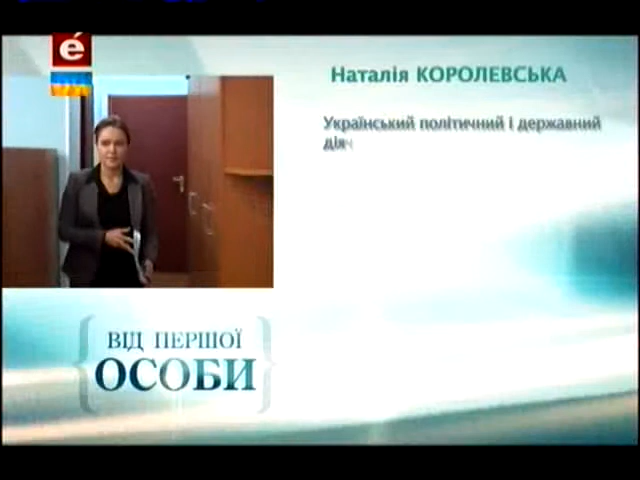 é
Наталія КОРОЛЕВСЬКА
Український політичний і державний
діяч
ВІД ПЕРШОЇ
ОСОБИ